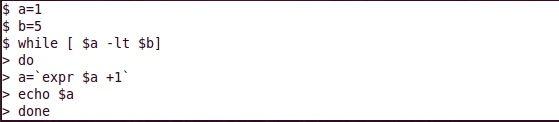 $ a=1
$ b=5
$ while [ $a -lt $b]
> do
> a=`expr $a +1`
> echo $a
> done